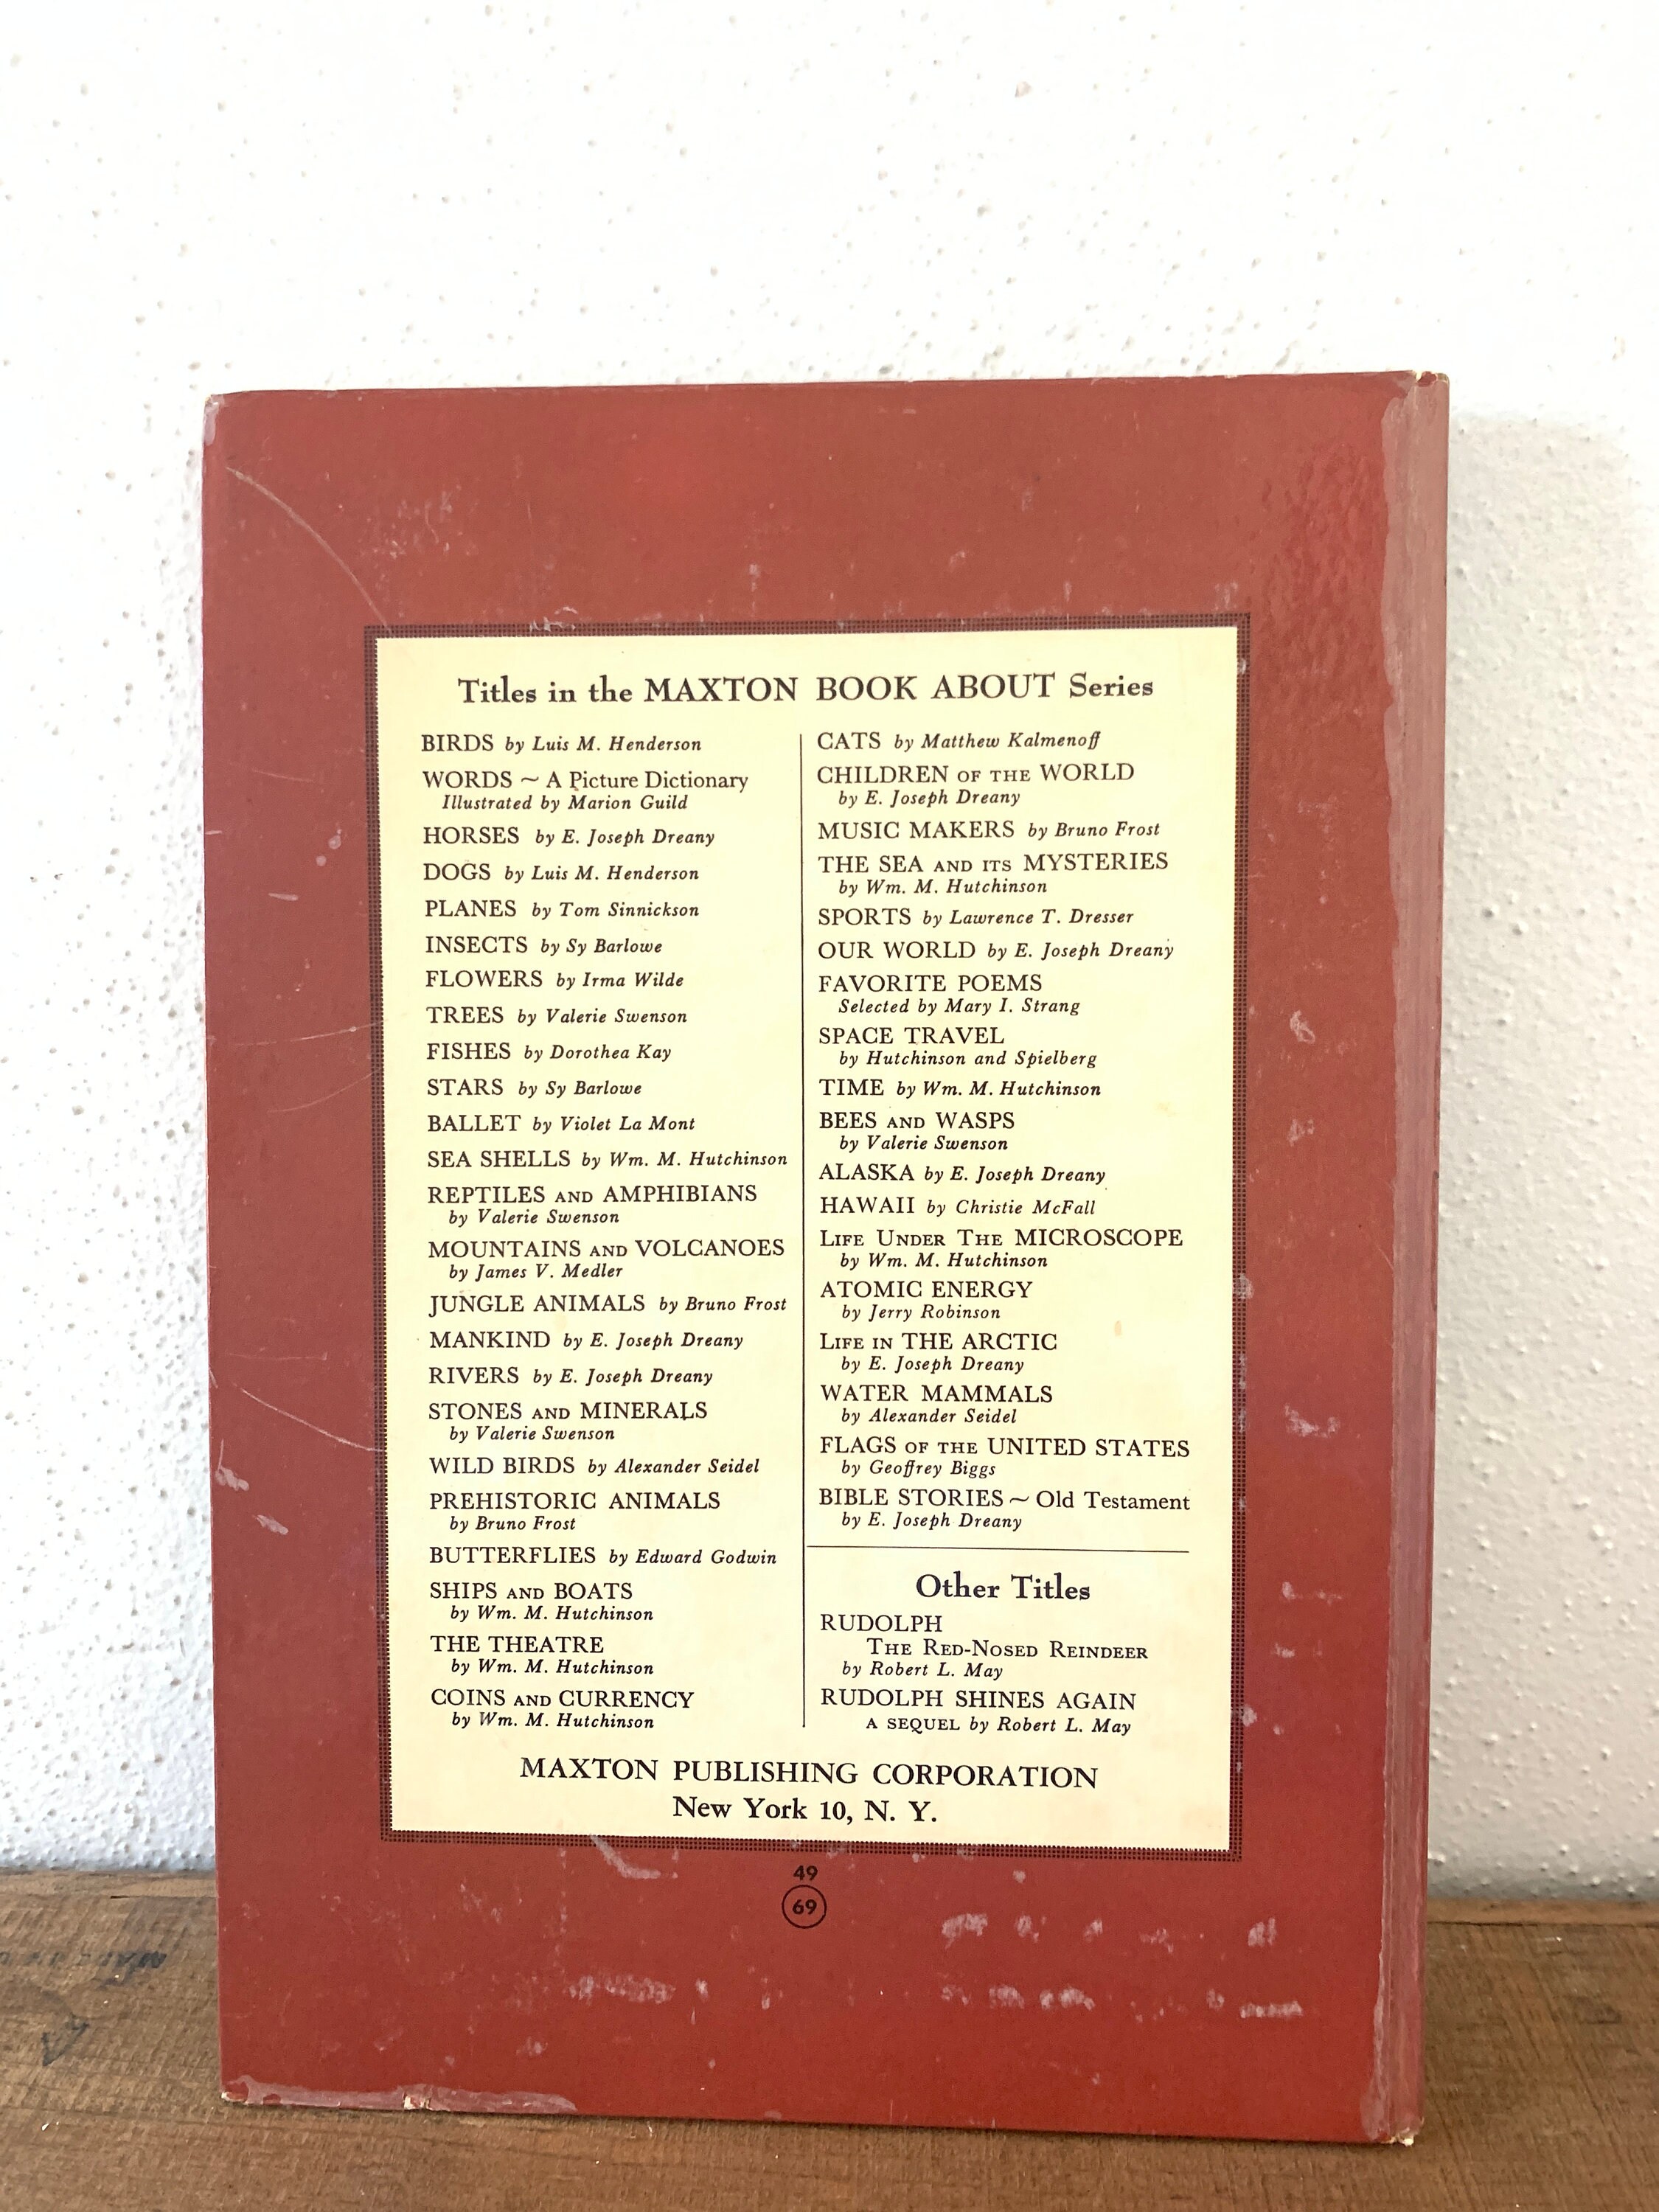 Titles in the MAXTON BOOK ABOUT Series
BIRDS by Luis M. Henderson
WORDS ~ A Picture Dictionary
Illustrated by Marion Guild
HORSES by E. Joseph Dreany
DOGS by Luis M. Henderson
PLANES by Tom Sinnickson
INSECTS by Sy Barlowe
FLOWERS by Irma Wilde
TREES by Valerie Swenson
FISHES by Dorothea Kay
STARS by Sy Barlowe
BALLET by Violet La Mont
SEA SHELLS by Wm. M. Hutchinson
REPTILES AND AMPHIBIANS
by Valerie Swenson
MOUNTAINS AND VOLCANOES
by James V. Medler
JUNGLE ANIMALS by Bruno Frost
MANKIND by E. Joseph Dreany
RIVERS by E. Joseph Dreany
STONES AND MINERALS
by Valerie Swenson
WILD BIRDS by Alexander Seidel
PREHISTORIC ANIMALS
by Bruno Frost
BUTTERFLIES by Edward Godwin
SHIPS AND BOATS
by Wm. M. Hutchinson
THE THEATRE
by Wm. M. Hutchinson
COINS AND CURRENCY
by Wm. M. Hutchinson
CATS by Matthew Kalmenoff
CHILDREN OF THE WORLD
by E. Joseph Dreany
MUSIC MAKERS by Bruno Frost
THE SEA AND ITS MYSTERIES
by Wm. M. Hutchinson
SPORTS by Lawrence T. Dresser
OUR WORLD by E. Joseph Dreany
FAVORITE POEMS
Selected by Mary I. Strang
SPACE TRAVEL
by Hutchinson and Spielberg
TIME by Wm. M. Hutchinson
BEES AND WASPS
by Valerie Swenson
ALASKA by E. Joseph Dreany
HAWAII by Christie McFall
LIFE UNDER THE MICROSCOPE
by Wm. M. Hutchinson
ATOMIC ENERGY
by Jerry Robinson
LIFE IN THE ARCTIC
by E. Joseph Dreany
WATER MAMMALS
by Alexander Seidel
FLAGS OF THE UNITED STATES
by Geoffrey Biggs
BIBLE STORIES ~ Old Testament
by E. Joseph Dreany
Other Titles
RUDOLPH
THE RED-NOSED REINDEER
by Robert L. May
RUDOLPH SHINES AGAIN
A SEQUEL by Robert L. May
MAXTON PUBLISHING CORPORATION
New York 10, N. Y.
49
69